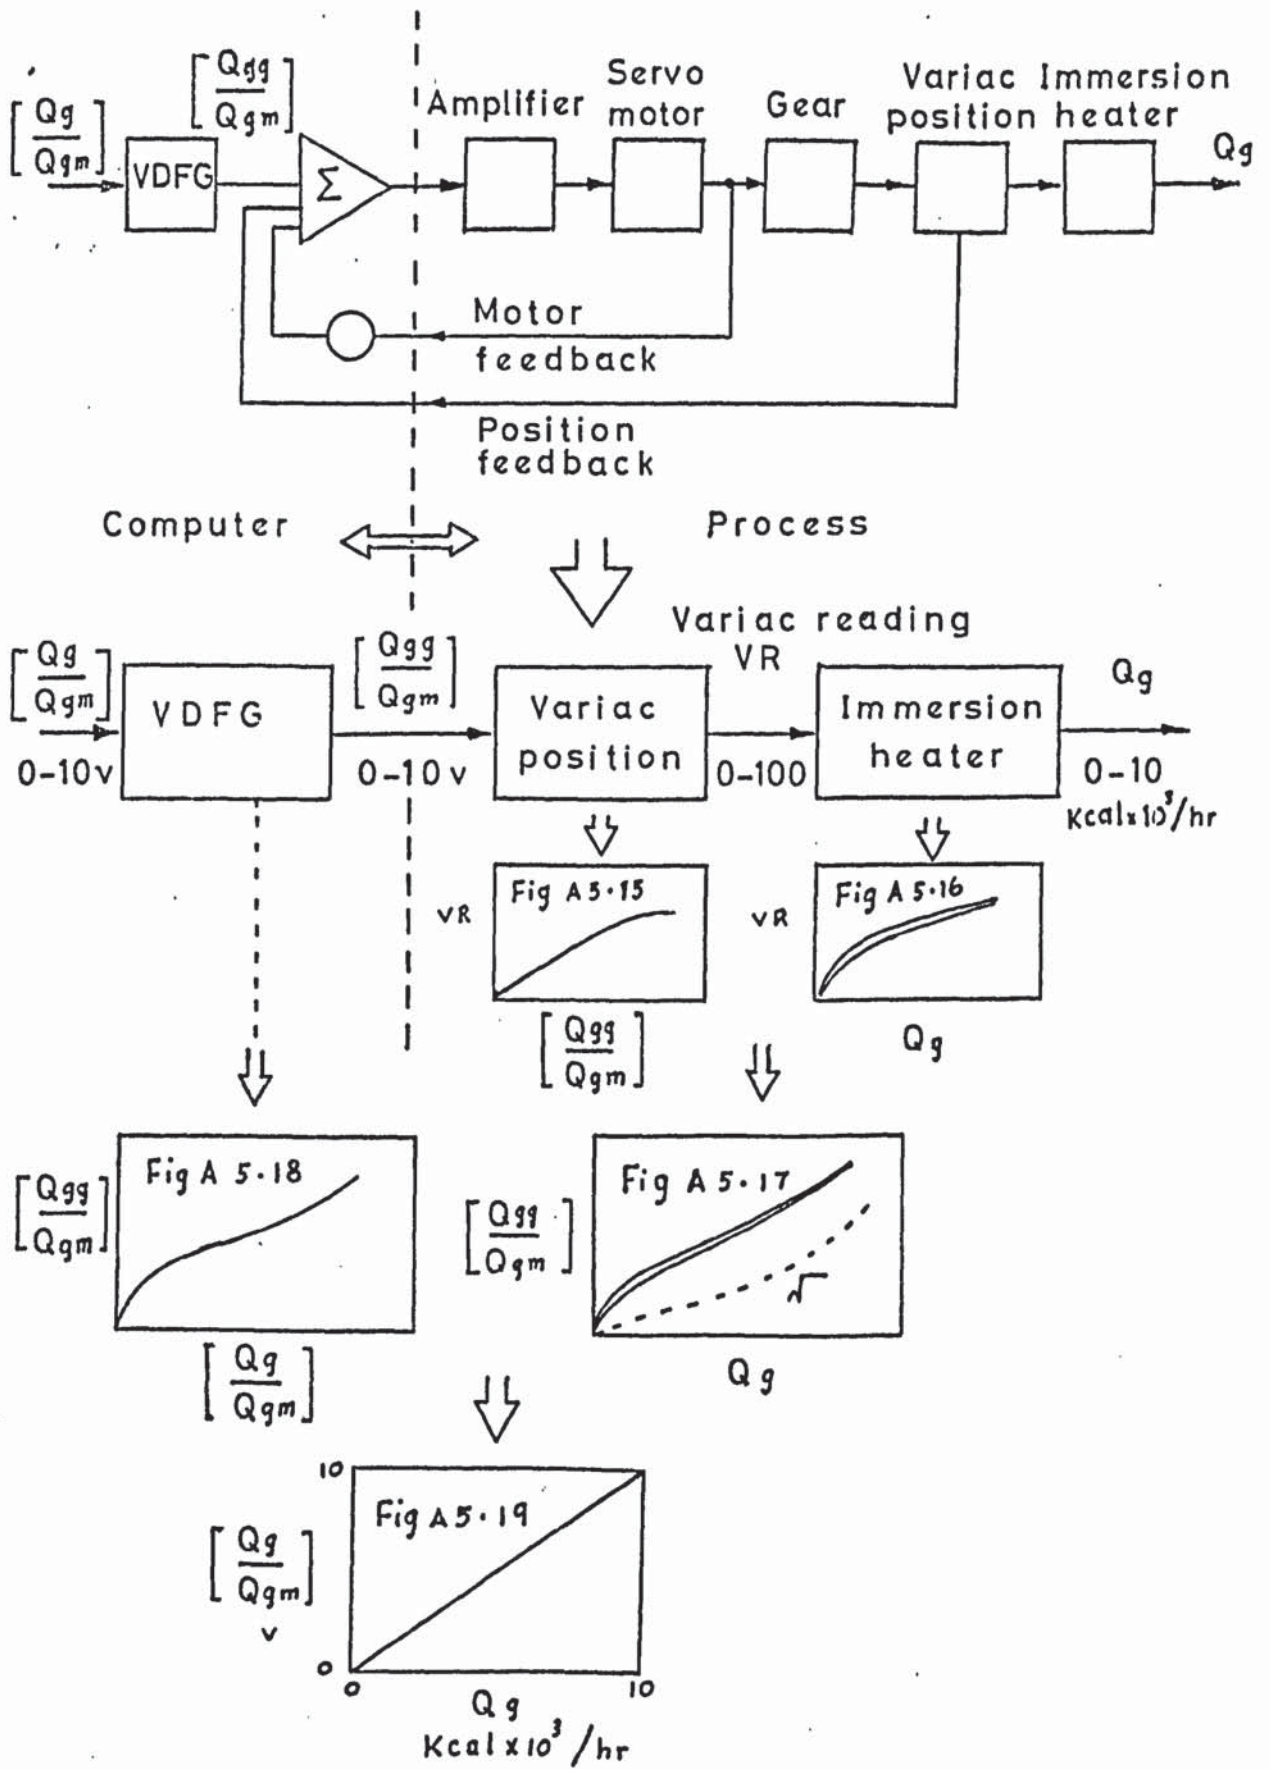 [Qg/Qgm]
[Qgg/Qgm]
VDFG
Σ
Amplifier
Servo
motor
Gear
Variac
position
Immersion
heater
Qg
Motor
feedback
Position
feedback
Computer
Process
[Qg/Qgm]
0-10v
VDFG
[Qgg/Qgm]
0-10v
Variac
position
Variac reading
VR
0-100
Immersion
heater
Qg
0-10
Kcal×10³/hr
Fig A5.15
VR
[Qgg/Qgm]
Fig A5.16
VR
Qg
Fig A 5.18
[Qgg/Qgm]
[Qg/Qgm]
Fig A 5.17
[Qgg/Qgm]
√
Qg
Fig A5.19
10
[Qg/Qgm]
v
0
0
10
Qg
Kcal×10³/hr